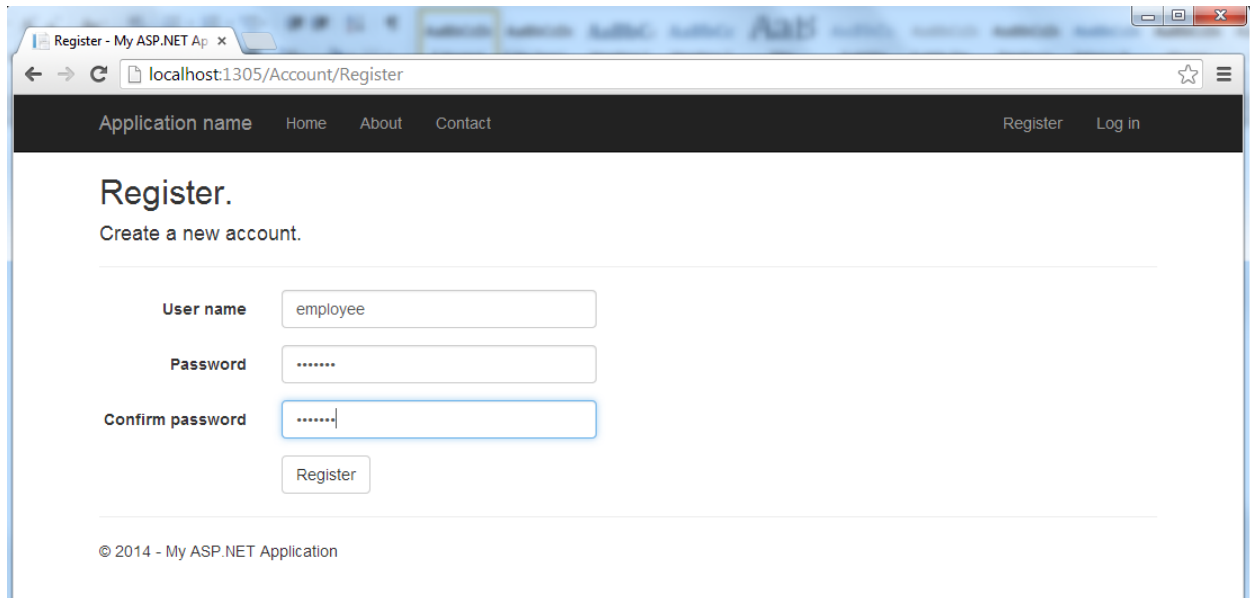 Register - My ASP.NET Ap
localhost:1305/Account/Register
Application name Home About Contact Register Log in
Register.
Create a new account.
User name employee
Password •••••••
Confirm password •••••••
Register
© 2014 - My ASP.NET Application